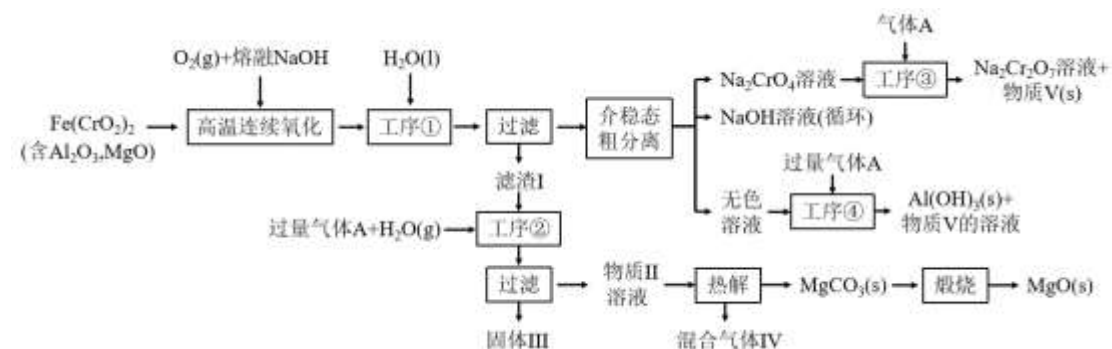 气体A
O₂(g)+熔融NaOH
H₂O(l)
Na₂CrO₄溶液
工序③
Na₂Cr₂O₇溶液+
物质V(s)
Fe(CrO₂)₂
(含Al₂O₃,MgO)
高温连续氧化
工序①
过滤
介稳态
粗分离
NaOH溶液(循环)
滤渣I
过量气体A
无色
溶液
工序④
Al(OH)₃(s)+
物质V的溶液
过量气体A+H₂O(g)
工序②
过滤
物质II
溶液
热解
MgCO₃(s)
煅烧
MgO(s)
固体III
混合气体IV